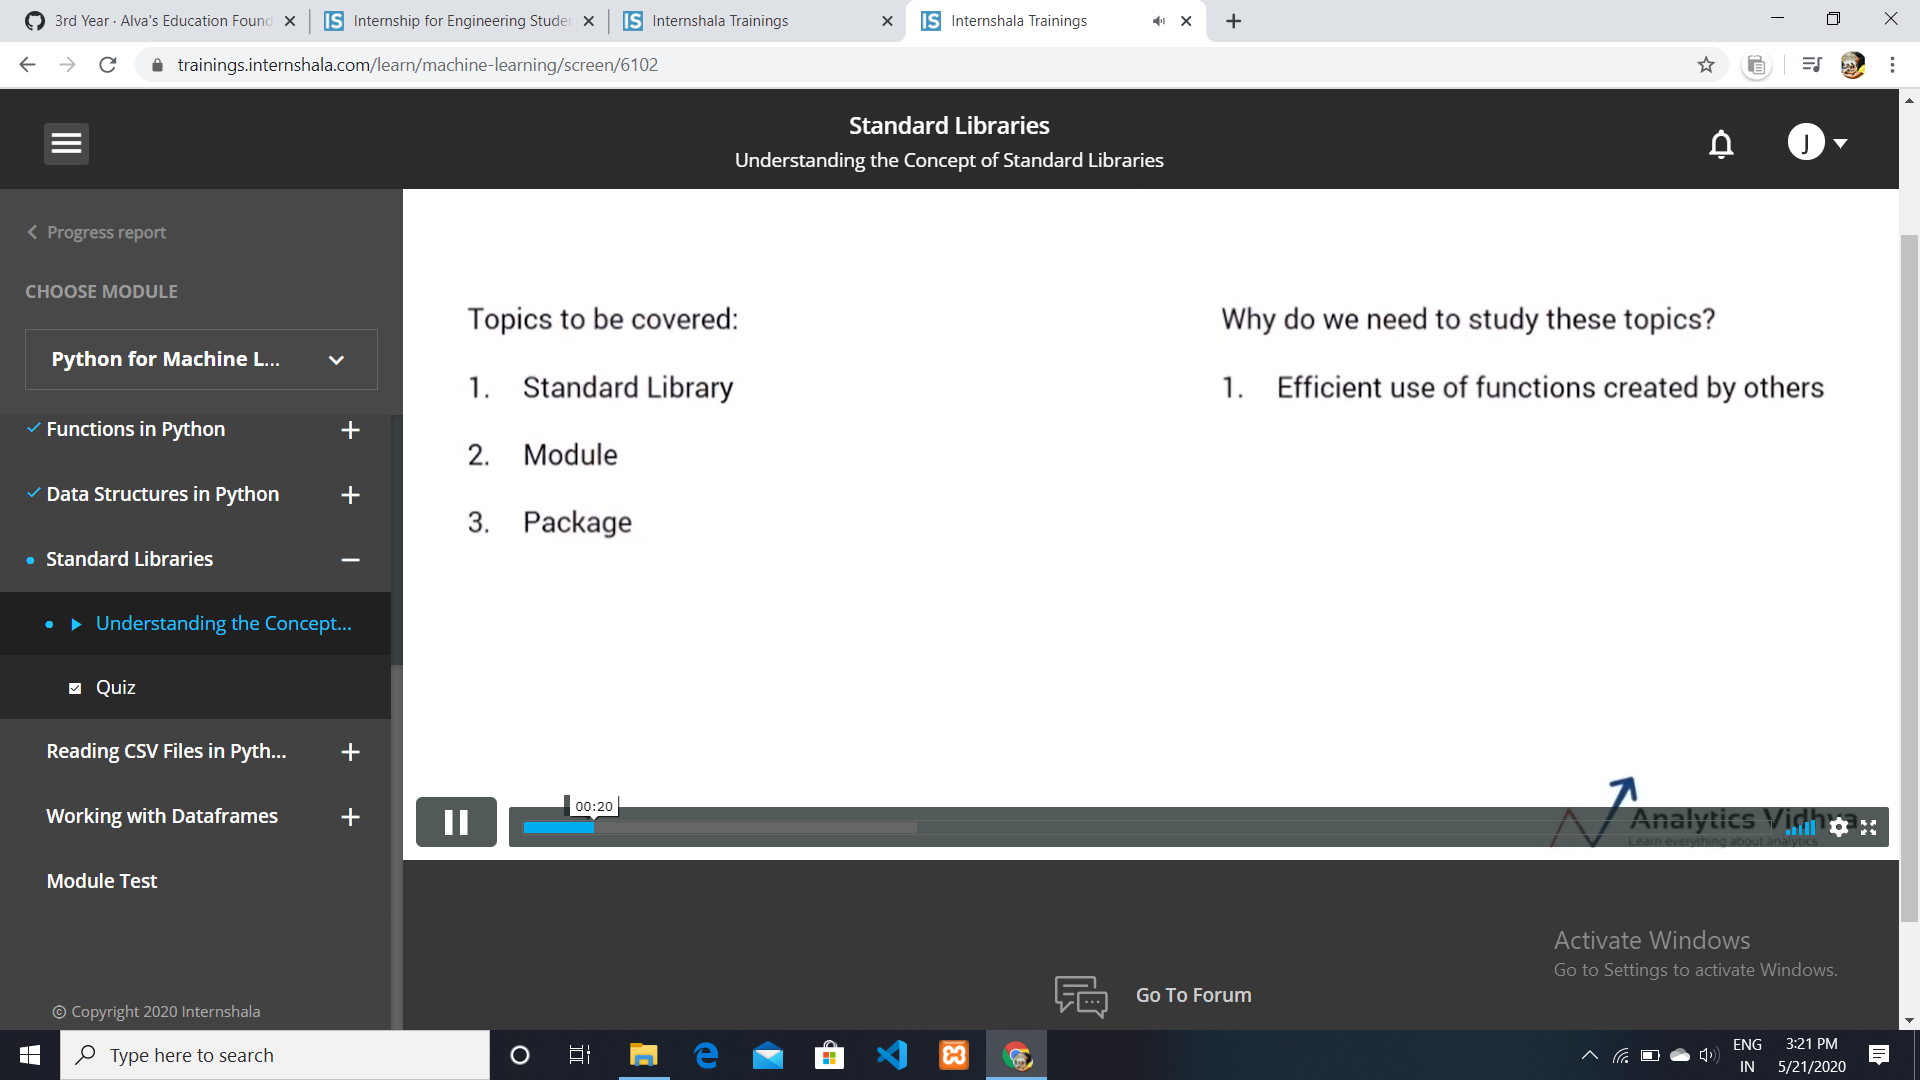 3rd Year · Alva's Education Found
Internship for Engineering Studen
Internshala Trainings
Internshala Trainings
trainings.internshala.com/learn/machine-learning/screen/6102
Standard Libraries
Understanding the Concept of Standard Libraries
J
Progress report
CHOOSE MODULE
Python for Machine L...
Functions in Python
Data Structures in Python
Standard Libraries
Understanding the Concept...
Quiz
Reading CSV Files in Pyth...
Working with Dataframes
Module Test
© Copyright 2020 Internshala
Topics to be covered:
1. Standard Library
2. Module
3. Package
Why do we need to study these topics?
1. Efficient use of functions created by others
00:20
Analytics Vidhya
Learn everything about analytics
Activate Windows
Go to Settings to activate Windows.
Go To Forum
Type here to search
ENG
IN
3:21 PM
5/21/2020